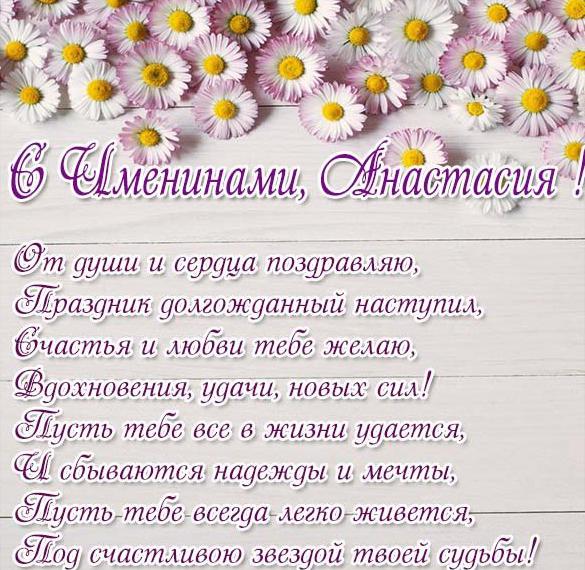 С Именинами, Анастасия !
От души и сердца поздравляю,
Праздник долгожданный наступил,
Счастья и любви тебе желаю,
Вдохновения, удачи, новых сил!
Пусть тебе все в жизни удается,
И сбываются надежды и мечты,
Пусть тебе всегда легко живется,
Под счастливою звездой твоей судьбы!